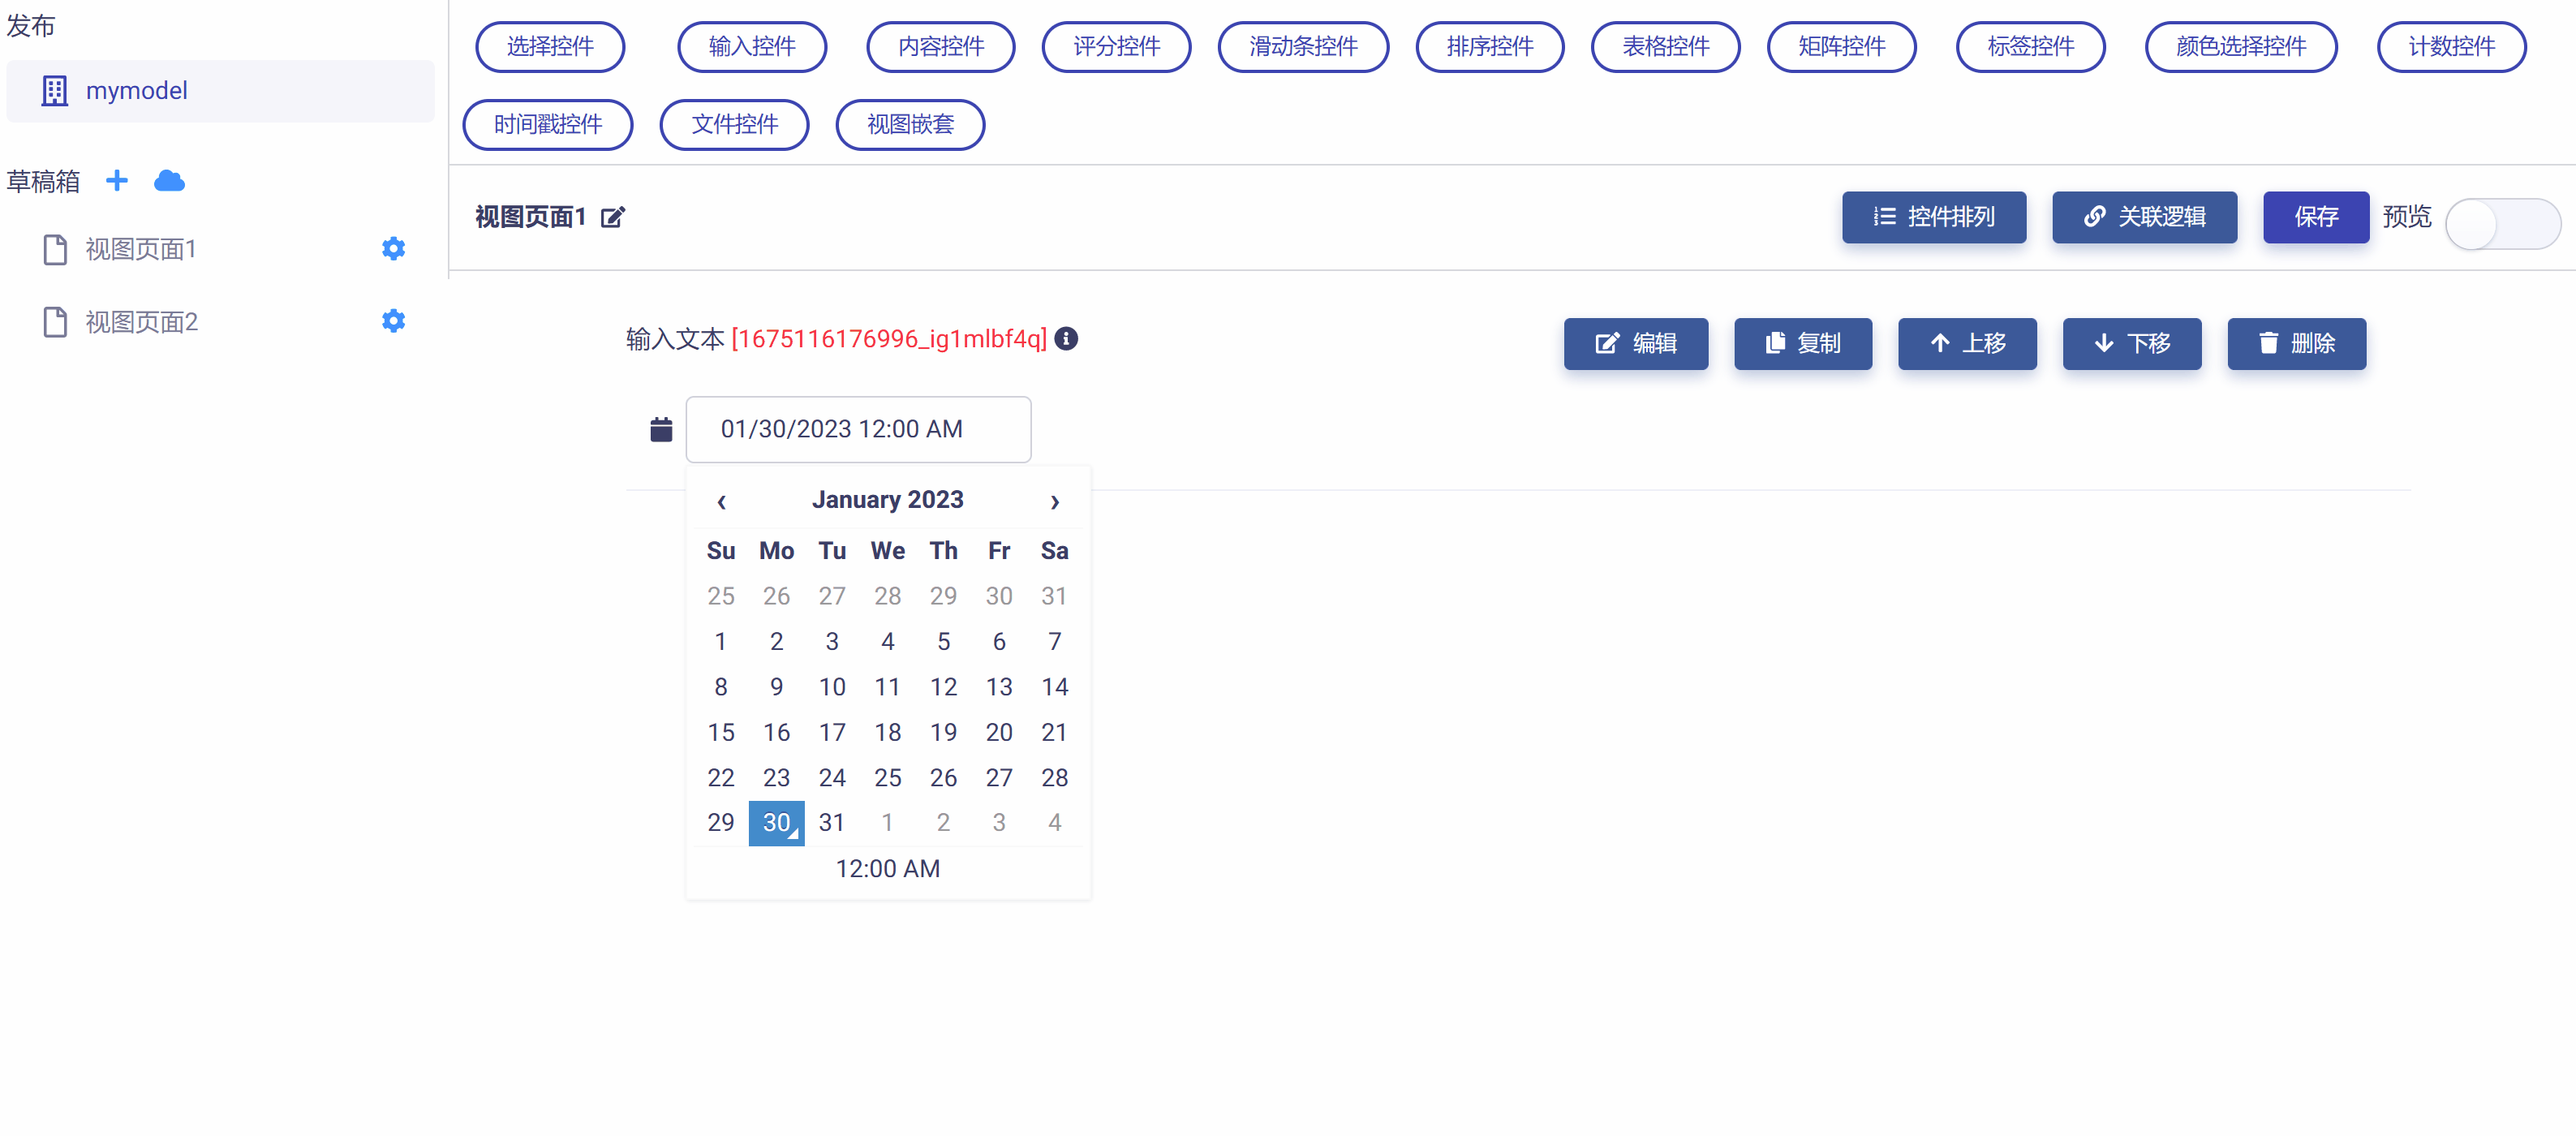 发布
mymodel
草稿箱
视图页面1
视图页面2
选择控件 输入控件 内容控件 评分控件 滑动条控件 排序控件 表格控件 矩阵控件 标签控件 颜色选择控件 计数控件
时间戳控件 文件控件 视图嵌套
视图页面1 控件排列 关联逻辑 保存 预览
输入文本 [1675116176996_ig1mlbf4q] 编辑 复制 上移 下移 删除
01/30/2023 12:00 AM
‹ January 2023 ›
Su Mo Tu We Th Fr Sa
25 26 27 28 29 30 31
1 2 3 4 5 6 7
8 9 10 11 12 13 14
15 16 17 18 19 20 21
22 23 24 25 26 27 28
29 30 31 1 2 3 4
12:00 AM